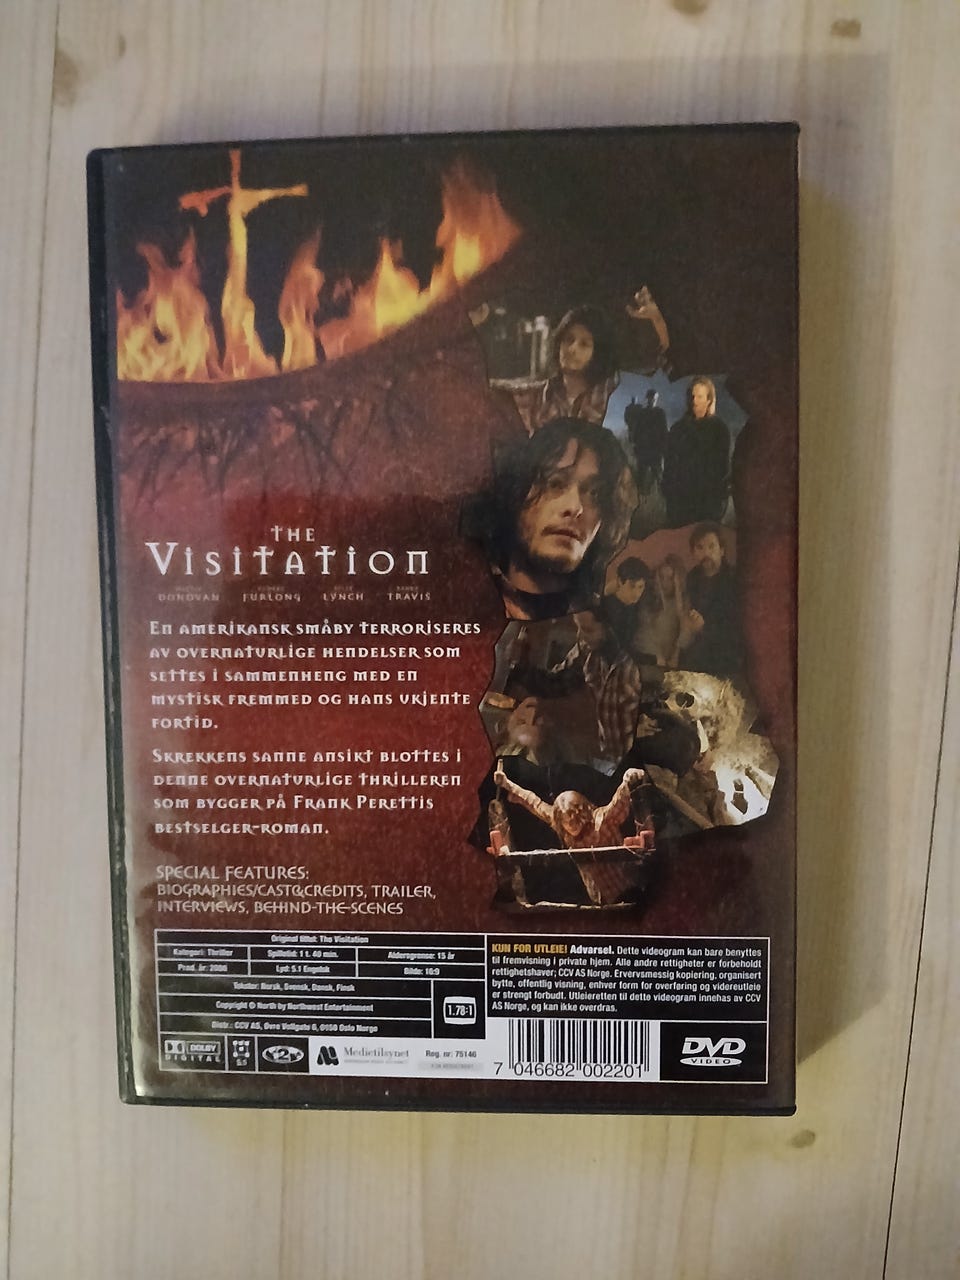 THE
VISITATION
DONOVAN FURLONG LYNCH TRAVIS
EN AMERIKANSK SMÅBY TERRORISERES
AV OVERNATURLIGE HENDELSER SOM
SETTES I SAMMENHENG MED EN
MYSTISK FREMMED OG HANS UKJENTE
FORTID.
SKREKKENS SANNE ANSIKT BLOTTES I
DENNE OVERNATURLIGE THRILLEREN
SOM BYGGER PÅ FRANK PERETTIS
BESTSELGER-ROMAN.
SPECIAL FEATURES:
BIOGRAPHIES/CAST&CREDITS, TRAILER,
INTERVIEWS, BEHIND-THE-SCENES
Original tittel: The Visitation
Kategori: Thriller Spilletid: 1 t. 40 min. Aldersgrense: 15 år
Prod. år: 2006 Lyd: 5.1 Engelsk Bilde: 16:9
Tekster: Norsk, Svensk, Dansk, Finsk
Copyright © North by Northwest Entertainment
1.78:1
Distr.: CCV AS, Øvre Vollgate 6, 0158 Oslo Norge
KUN FOR UTLEIE! Advarsel. Dette videogram kan bare benyttes
til fremvisning i private hjem. Alle andre rettigheter er forbeholdt
rettighetshaver; CCV AS Norge. Ervervsmessig kopiering, organisert
bytte, offentlig visning, enhver form for overføring og videreutleie
er strengt forbudt. Utleieretten til dette videogram innehas av CCV
AS Norge, og kan ikke overdras.
DOLBY
DIGITAL
5.1
2
Medietilsynet
Reg. nr: 75146
7 046682 002201
DVD
VIDEO